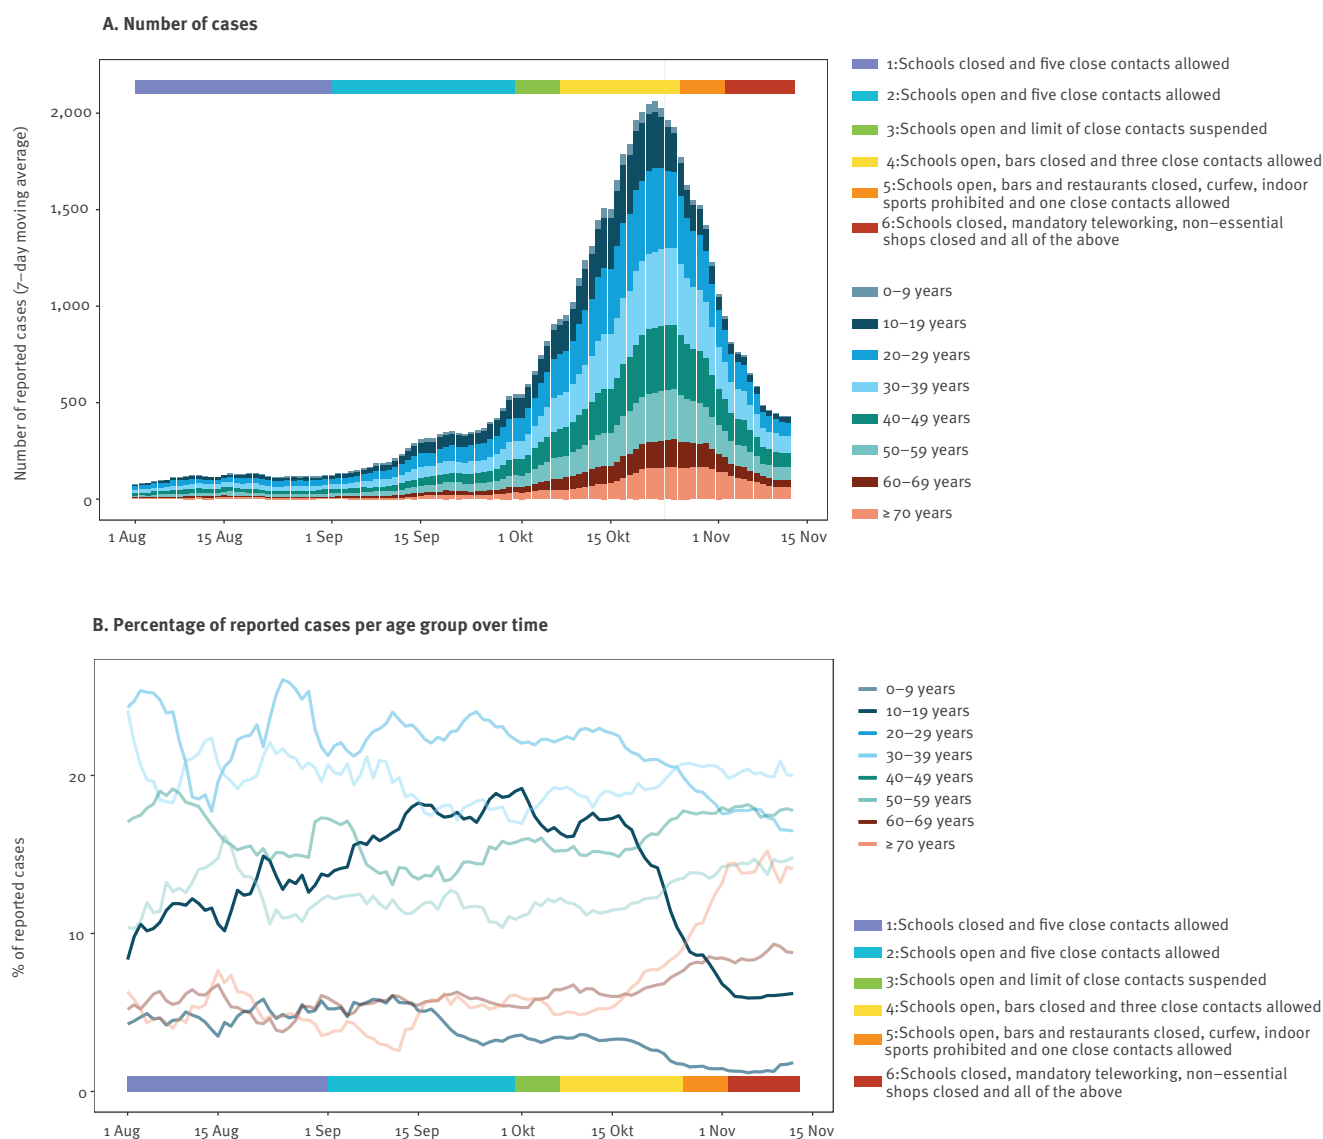 A. Number of cases
Number of reported cases (7–day moving average)
2,000
1,500
1,000
500
0
1 Aug
15 Aug
1 Sep
15 Sep
1 Okt
15 Okt
1 Nov
15 Nov
1:Schools closed and five close contacts allowed
2:Schools open and five close contacts allowed
3:Schools open and limit of close contacts suspended
4:Schools open, bars closed and three close contacts allowed
5:Schools open, bars and restaurants closed, curfew, indoor
sports prohibited and one close contacts allowed
6:Schools closed, mandatory teleworking, non–essential
shops closed and all of the above
0–9 years
10–19 years
20–29 years
30–39 years
40–49 years
50–59 years
60–69 years
≥ 70 years
B. Percentage of reported cases per age group over time
% of reported cases
20
10
0
1 Aug
15 Aug
1 Sep
15 Sep
1 Okt
15 Okt
1 Nov
15 Nov
0–9 years
10–19 years
20–29 years
30–39 years
40–49 years
50–59 years
60–69 years
≥ 70 years
1:Schools closed and five close contacts allowed
2:Schools open and five close contacts allowed
3:Schools open and limit of close contacts suspended
4:Schools open, bars closed and three close contacts allowed
5:Schools open, bars and restaurants closed, curfew, indoor
sports prohibited and one close contacts allowed
6:Schools closed, mandatory teleworking, non–essential
shops closed and all of the above